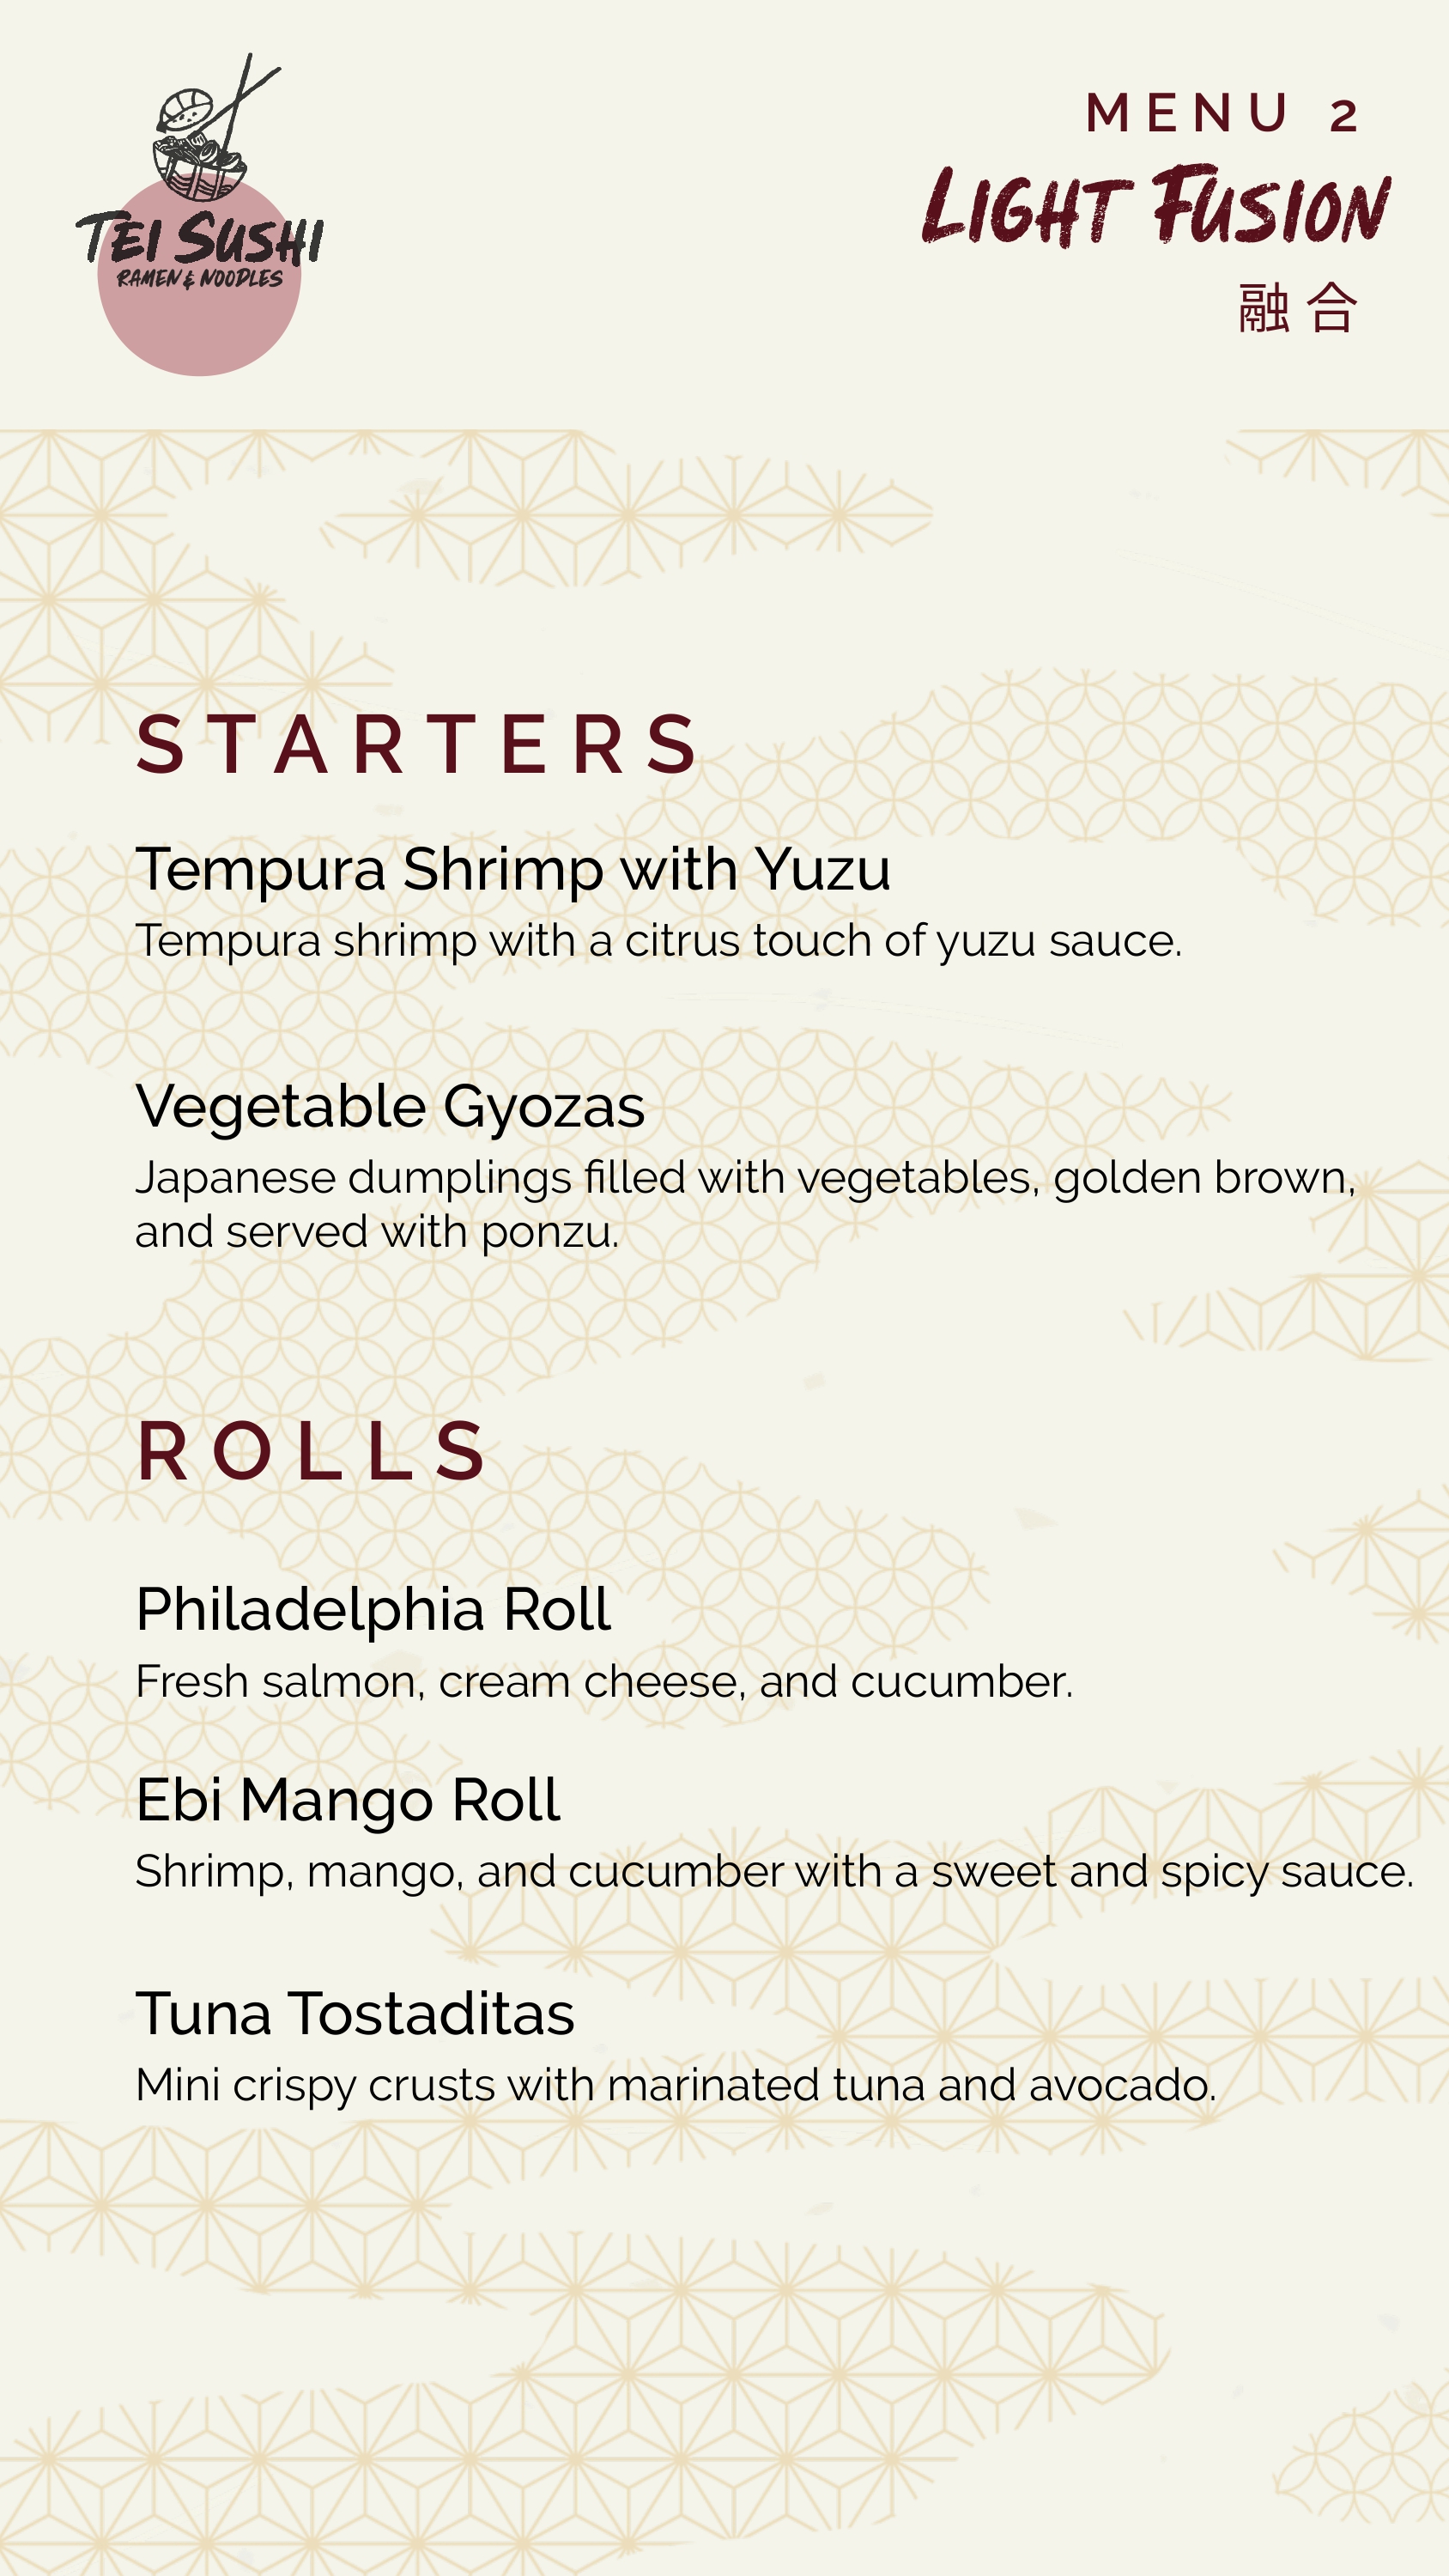 TEI SUSHI
RAMEN & NOODLES
MENU 2
LIGHT FUSION
融合
STARTERS
Tempura Shrimp with Yuzu
Tempura shrimp with a citrus touch of yuzu sauce.
Vegetable Gyozas
Japanese dumplings filled with vegetables, golden brown,
and served with ponzu.
ROLLS
Philadelphia Roll
Fresh salmon, cream cheese, and cucumber.
Ebi Mango Roll
Shrimp, mango, and cucumber with a sweet and spicy sauce.
Tuna Tostaditas
Mini crispy crusts with marinated tuna and avocado.